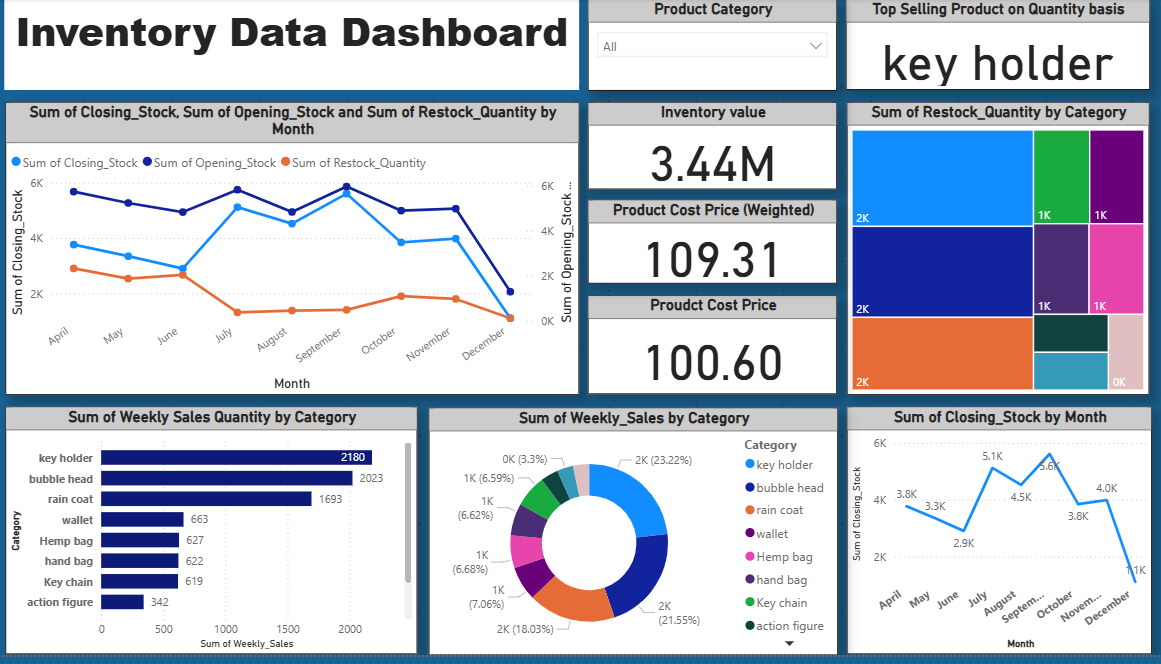 Inventory Data Dashboard
Product Category
All
Top Selling Product on Quantity basis
key holder
Sum of Closing_Stock, Sum of Opening_Stock and Sum of Restock_Quantity by
Month
Sum of Closing_Stock Sum of Opening_Stock Sum of Restock_Quantity
Sum of Closing_Stock
6K
4K
2K
6K
4K
2K
0K
Sum of Opening_Stock ...
April
May
June
July
August
September
October
November
December
Month
Inventory value
3.44M
Product Cost Price (Weighted)
109.31
Proudct Cost Price
100.60
Sum of Restock_Quantity by Category
2K
1K
1K
2K
1K
1K
2K
0K
Sum of Weekly Sales Quantity by Category
Category
key holder 2180
bubble head 2023
rain coat 1693
wallet 663
Hemp bag 627
hand bag 622
Key chain 619
action figure 342
0 500 1000 1500 2000
Sum of Weekly_Sales
Sum of Weekly_Sales by Category
2K (23.22%)
2K
(21.55%)
2K (18.03%)
1K
(7.06%)
1K
(6.68%)
1K
(6.62%)
1K (6.59%)
0K (3.3%)
Category
key holder
bubble head
rain coat
wallet
Hemp bag
hand bag
Key chain
action figure
Sum of Closing_Stock by Month
Sum of Closing_Stock
6K
4K
2K
3.8K
3.3K
2.9K
5.1K
4.5K
5.6K
3.8K
4.0K
1.1K
April
May
June
July
August
Septem...
October
Novem...
December
Month